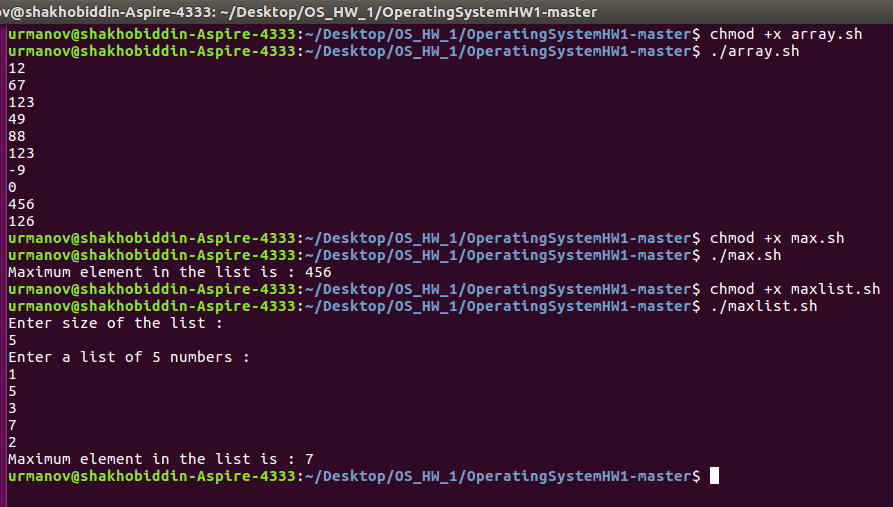 ov@shakhobiddin-Aspire-4333: ~/Desktop/OS_HW_1/OperatingSystemHW1-master
urmanov@shakhobiddin-Aspire-4333:~/Desktop/OS_HW_1/OperatingSystemHW1-master$ chmod +x array.sh
urmanov@shakhobiddin-Aspire-4333:~/Desktop/OS_HW_1/OperatingSystemHW1-master$ ./array.sh
12
67
123
49
88
123
-9
0
456
126
urmanov@shakhobiddin-Aspire-4333:~/Desktop/OS_HW_1/OperatingSystemHW1-master$ chmod +x max.sh
urmanov@shakhobiddin-Aspire-4333:~/Desktop/OS_HW_1/OperatingSystemHW1-master$ ./max.sh
Maximum element in the list is : 456
urmanov@shakhobiddin-Aspire-4333:~/Desktop/OS_HW_1/OperatingSystemHW1-master$ chmod +x maxlist.sh
urmanov@shakhobiddin-Aspire-4333:~/Desktop/OS_HW_1/OperatingSystemHW1-master$ ./maxlist.sh
Enter size of the list :
5
Enter a list of 5 numbers :
1
5
3
7
2
Maximum element in the list is : 7
urmanov@shakhobiddin-Aspire-4333:~/Desktop/OS_HW_1/OperatingSystemHW1-master$